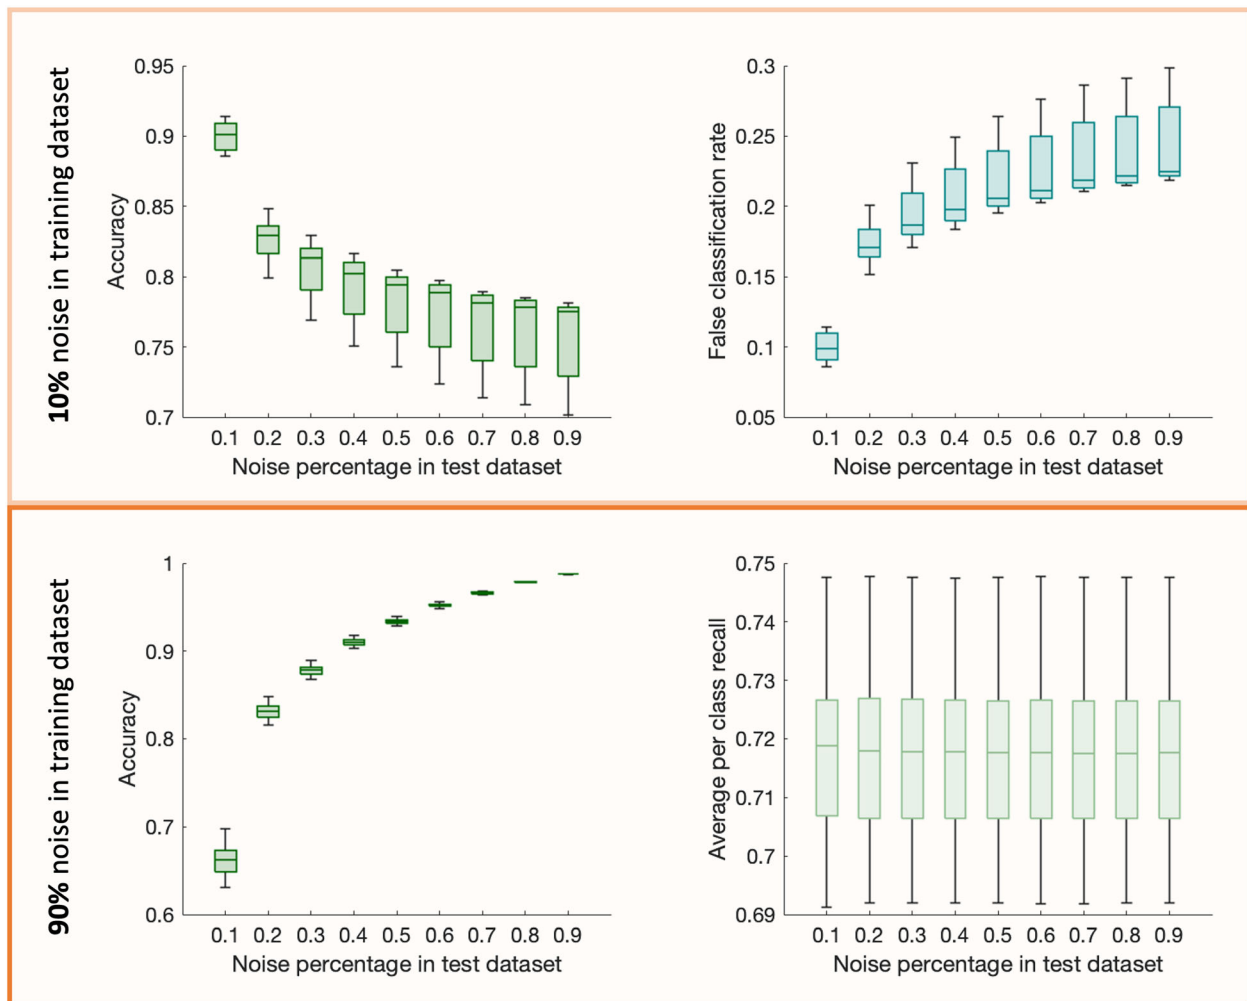 10% noise in training dataset
Accuracy
0.95
0.9
0.85
0.8
0.75
0.7
0.1 0.2 0.3 0.4 0.5 0.6 0.7 0.8 0.9
Noise percentage in test dataset
False classification rate
0.3
0.25
0.2
0.15
0.1
0.05
0.1 0.2 0.3 0.4 0.5 0.6 0.7 0.8 0.9
Noise percentage in test dataset
90% noise in training dataset
Accuracy
1
0.9
0.8
0.7
0.6
0.1 0.2 0.3 0.4 0.5 0.6 0.7 0.8 0.9
Noise percentage in test dataset
Average per class recall
0.75
0.74
0.73
0.72
0.71
0.7
0.69
0.1 0.2 0.3 0.4 0.5 0.6 0.7 0.8 0.9
Noise percentage in test dataset